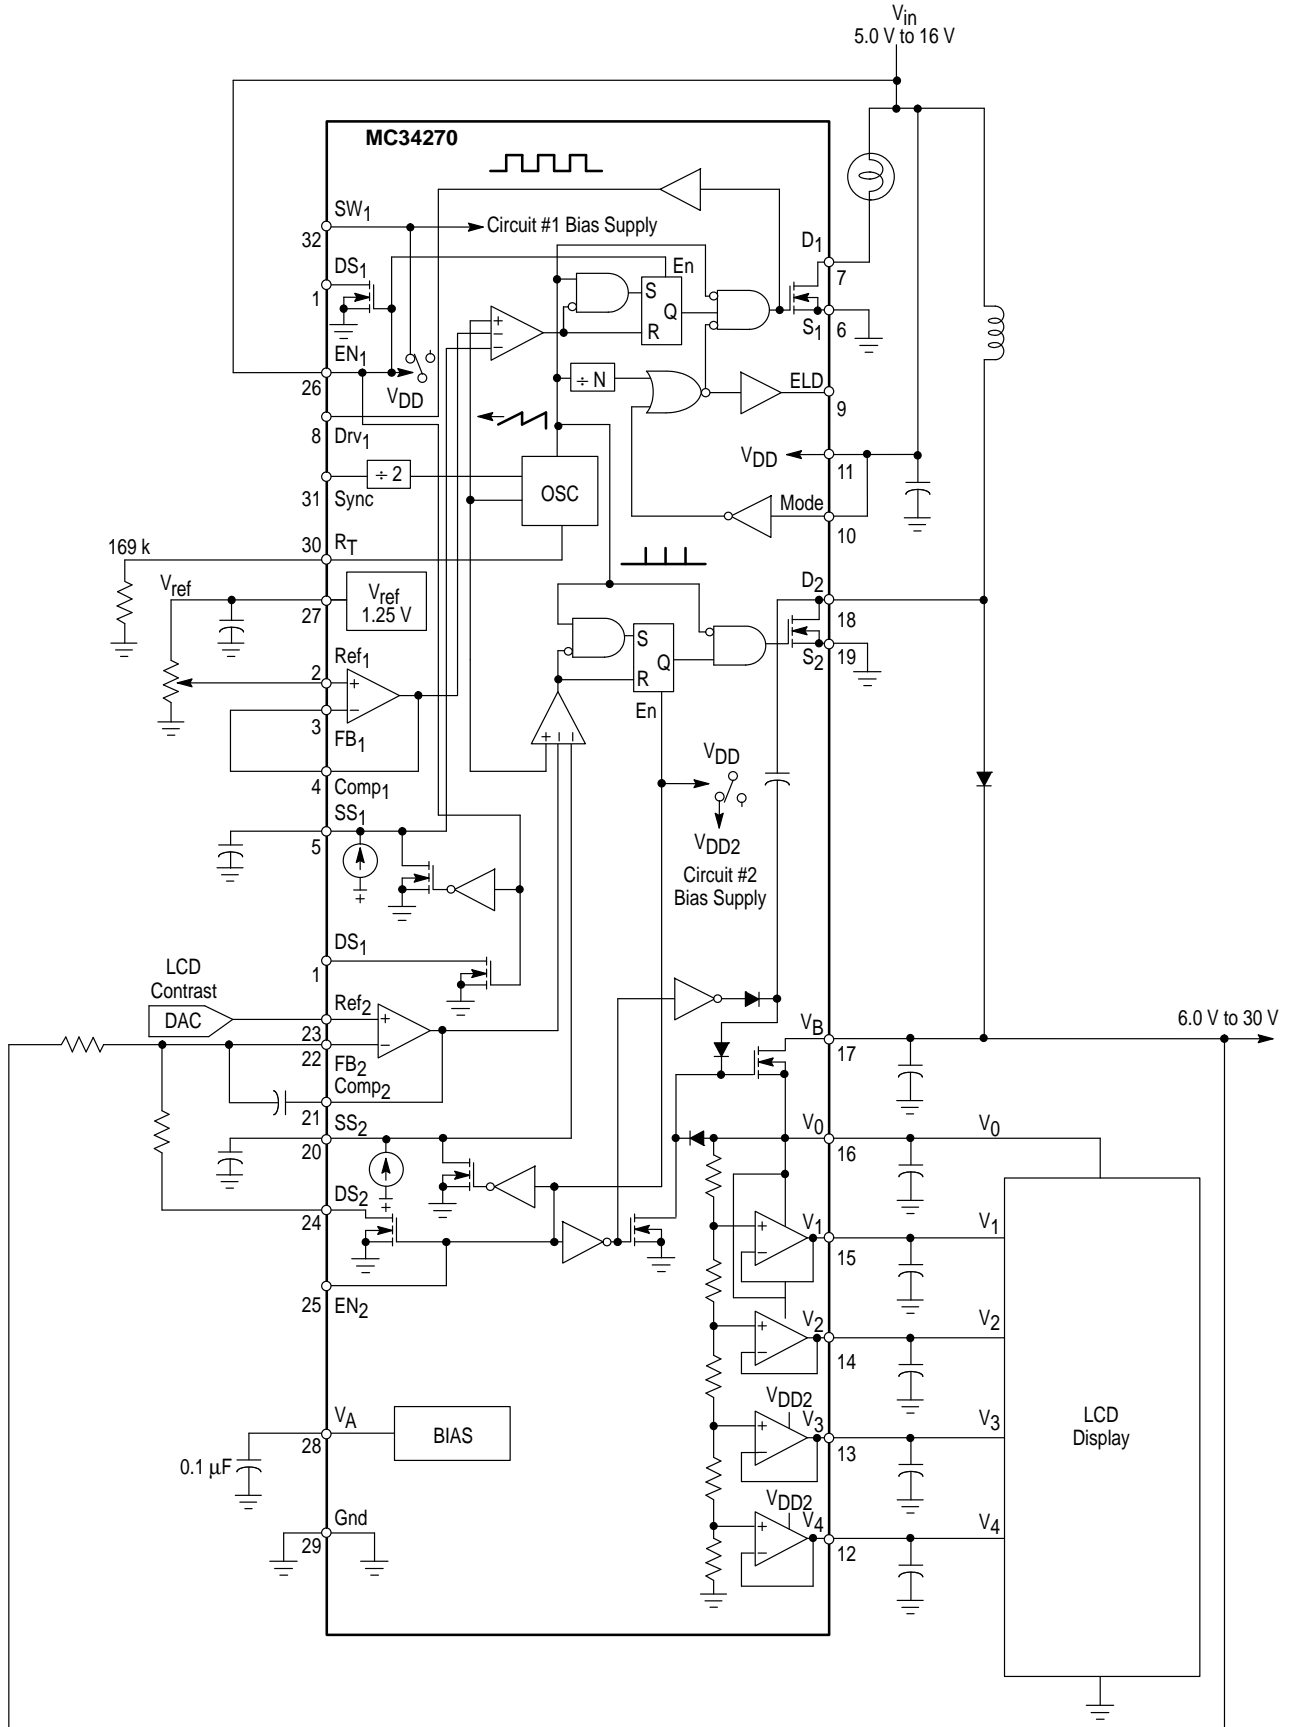 Vin
5.0 V to 16 V
MC34270
SW1
32
Circuit #1 Bias Supply
D1
7
DS1
1
En
S
Q
R
+
−
−
S1
6
EN1
26
VDD
÷ N
ELD
9
8
Drv1
VDD
11
÷ 2
OSC
31
Sync
Mode
10
169 k
30
RT
Vref
27
Vref
1.25 V
D2
18
S
Q
R
S2
19
Ref1
2
+
−
3
FB1
En
+ − −
VDD
4
Comp1
SS1
5
+
VDD2
Circuit #2
Bias Supply
DS1
1
LCD
Contrast
DAC
Ref2
23
+
−
22
FB2
Comp2
21
VB
17
6.0 V to 30 V
SS2
20
V0
16
V0
+
DS2
24
+
−
V1
15
V1
25
EN2
+
−
V2
14
V2
VDD2
+
−
V3
13
V3
VA
28
BIAS
0.1 µF
LCD
Display
VDD2
+
−
V4
12
V4
Gnd
29